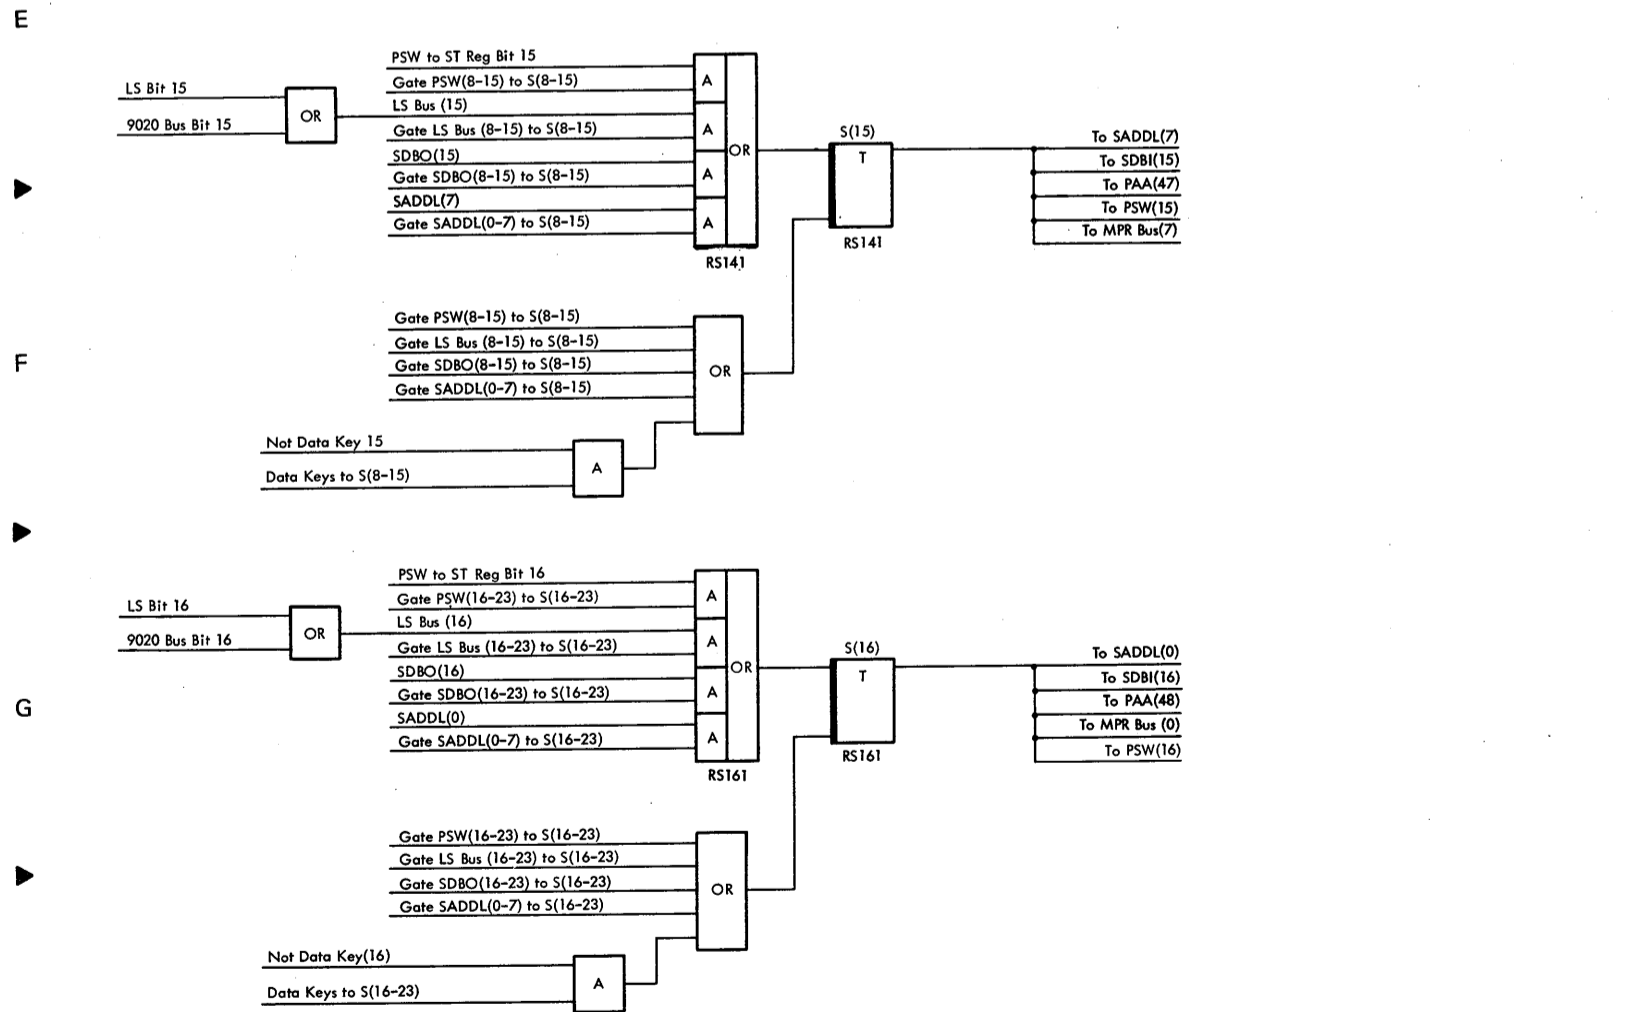 E
PSW to ST Reg Bit 15
Gate PSW(8-15) to S(8-15)
LS Bit 15
9020 Bus Bit 15
OR
LS Bus (15)
Gate LS Bus (8-15) to S(8-15)
SDBO(15)
Gate SDBO(8-15) to S(8-15)
SADDL(7)
Gate SADDL(0-7) to S(8-15)
A
A
A
A
OR
RS141
S(15)
T
RS141
To SADDL(7)
To SDBI(15)
To PAA(47)
To PSW(15)
To MPR Bus(7)
F
Gate PSW(8-15) to S(8-15)
Gate LS Bus (8-15) to S(8-15)
Gate SDBO(8-15) to S(8-15)
Gate SADDL(0-7) to S(8-15)
OR
Not Data Key 15
Data Keys to S(8-15)
A
PSW to ST Reg Bit 16
Gate PSW(16-23) to S(16-23)
LS Bit 16
9020 Bus Bit 16
OR
LS Bus (16)
Gate LS Bus (16-23) to S(16-23)
SDBO(16)
Gate SDBO(16-23) to S(16-23)
SADDL(0)
Gate SADDL(0-7) to S(16-23)
A
A
A
A
OR
RS161
S(16)
T
RS161
To SADDL(0)
To SDBI(16)
To PAA(48)
To MPR Bus (0)
To PSW(16)
G
Gate PSW(16-23) to S(16-23)
Gate LS Bus (16-23) to S(16-23)
Gate SDBO(16-23) to S(16-23)
Gate SADDL(0-7) to S(16-23)
OR
Not Data Key(16)
Data Keys to S(16-23)
A